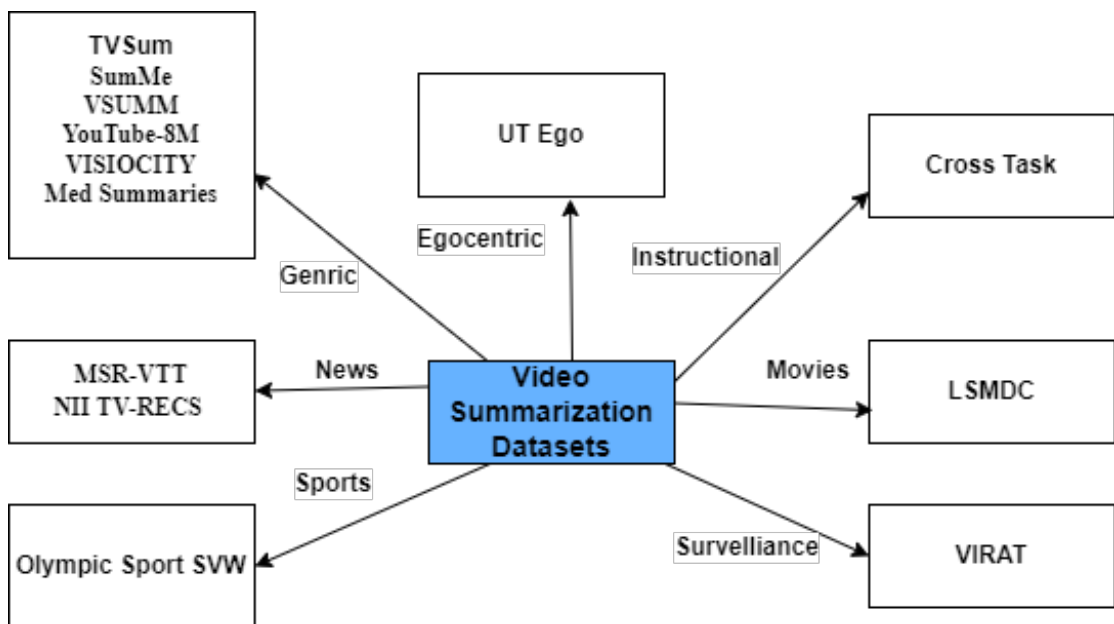 TVSum
SumMe
VSUMM
YouTube-8M
VISIOCITY
Med Summaries
UT Ego
Cross Task
Egocentric
Instructional
Genric
MSR-VTT
NII TV-RECS
News
Video
Summarization
Datasets
Movies
LSMDC
Sports
Olympic Sport SVW
Survelliance
VIRAT